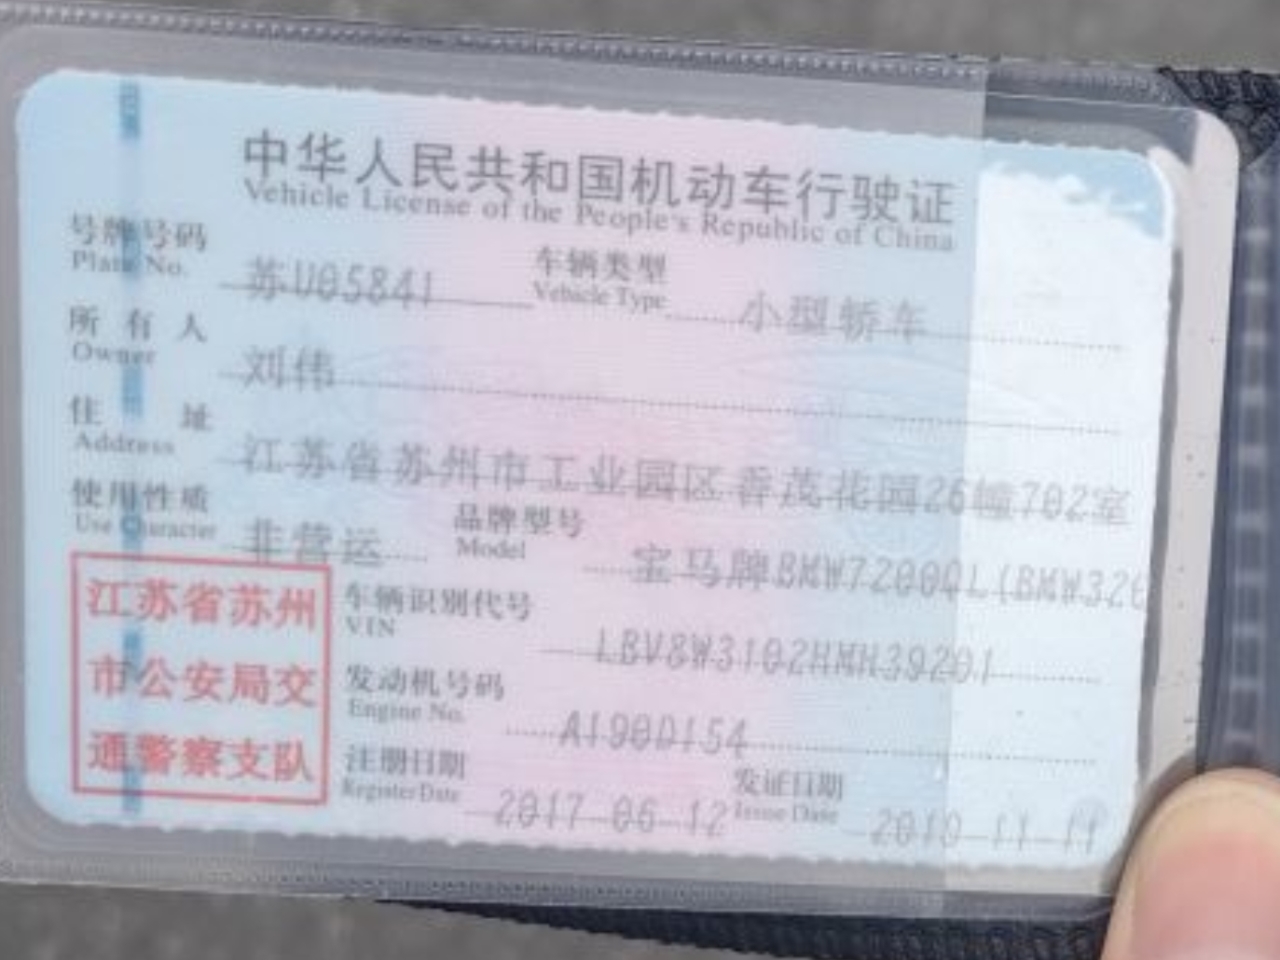 中华人民共和国机动车行驶证
Vehicle License of the People's Republic of China
号牌号码 苏U05841 车辆类型 小型轿车
Plate No. Vehicle Type
所有人 刘伟
Owner
住址 江苏省苏州市工业园区香茂花园26幢702室
Address
使用性质 非营运 品牌型号 宝马牌BMW7200QL(BMW320
Use Character Model
江苏省苏州
市公安局交
通警察支队
车辆识别代号 LBV8W3102HMH39201
VIN
发动机号码 A190D154
Engine No.
注册日期 2017-06-12 发证日期
Register Date Issue Date